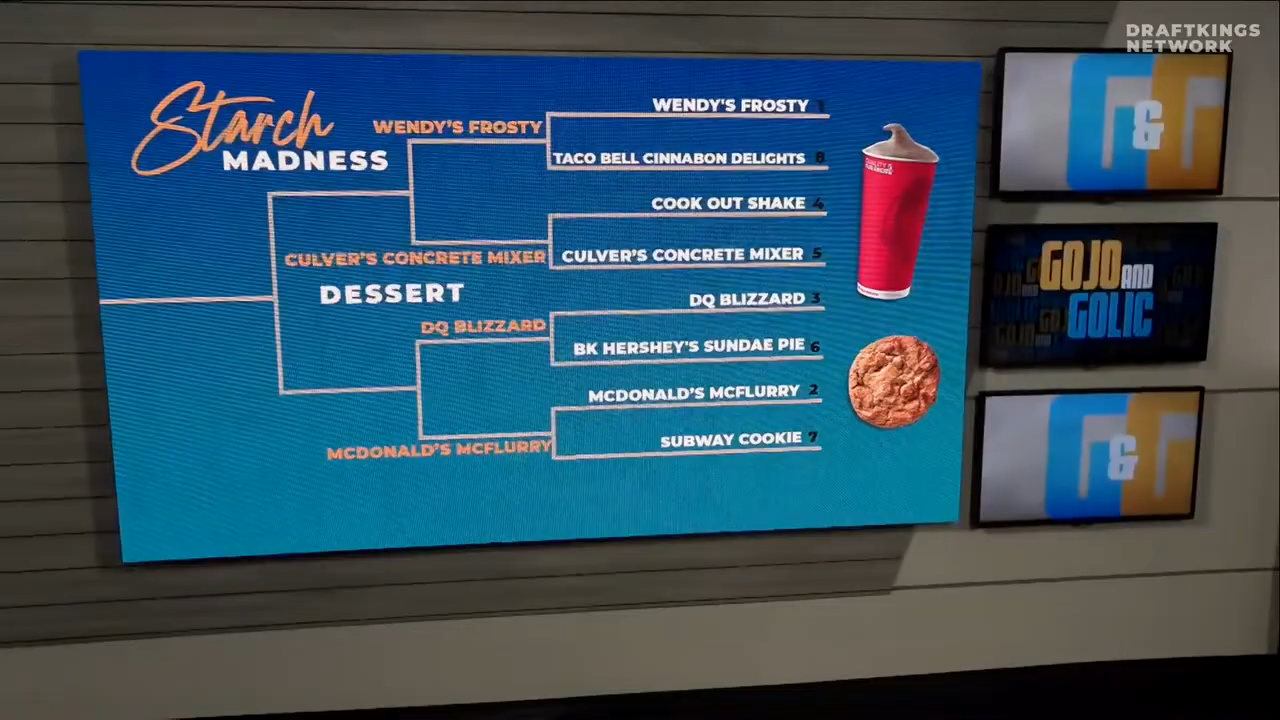 DRAFTKINGS
NETWORK
Starch
MADNESS
WENDY'S FROSTY 1
WENDY'S FROSTY
TACO BELL CINNABON DELIGHTS 8
COOK OUT SHAKE 4
CULVER'S CONCRETE MIXER
CULVER'S CONCRETE MIXER 5
DESSERT
DQ BLIZZARD 3
DQ BLIZZARD
BK HERSHEY'S SUNDAE PIE 6
MCDONALD'S MCFLURRY 2
MCDONALD'S MCFLURRY
SUBWAY COOKIE 7
G&G
GOJO AND
GOLIC
G&G